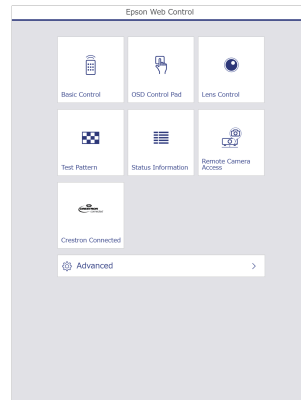 Epson Web Control
Basic Control
OSD Control Pad
Lens Control
Test Pattern
Status Information
Remote Camera
Access
CRESTRON
Crestron Connected
Advanced